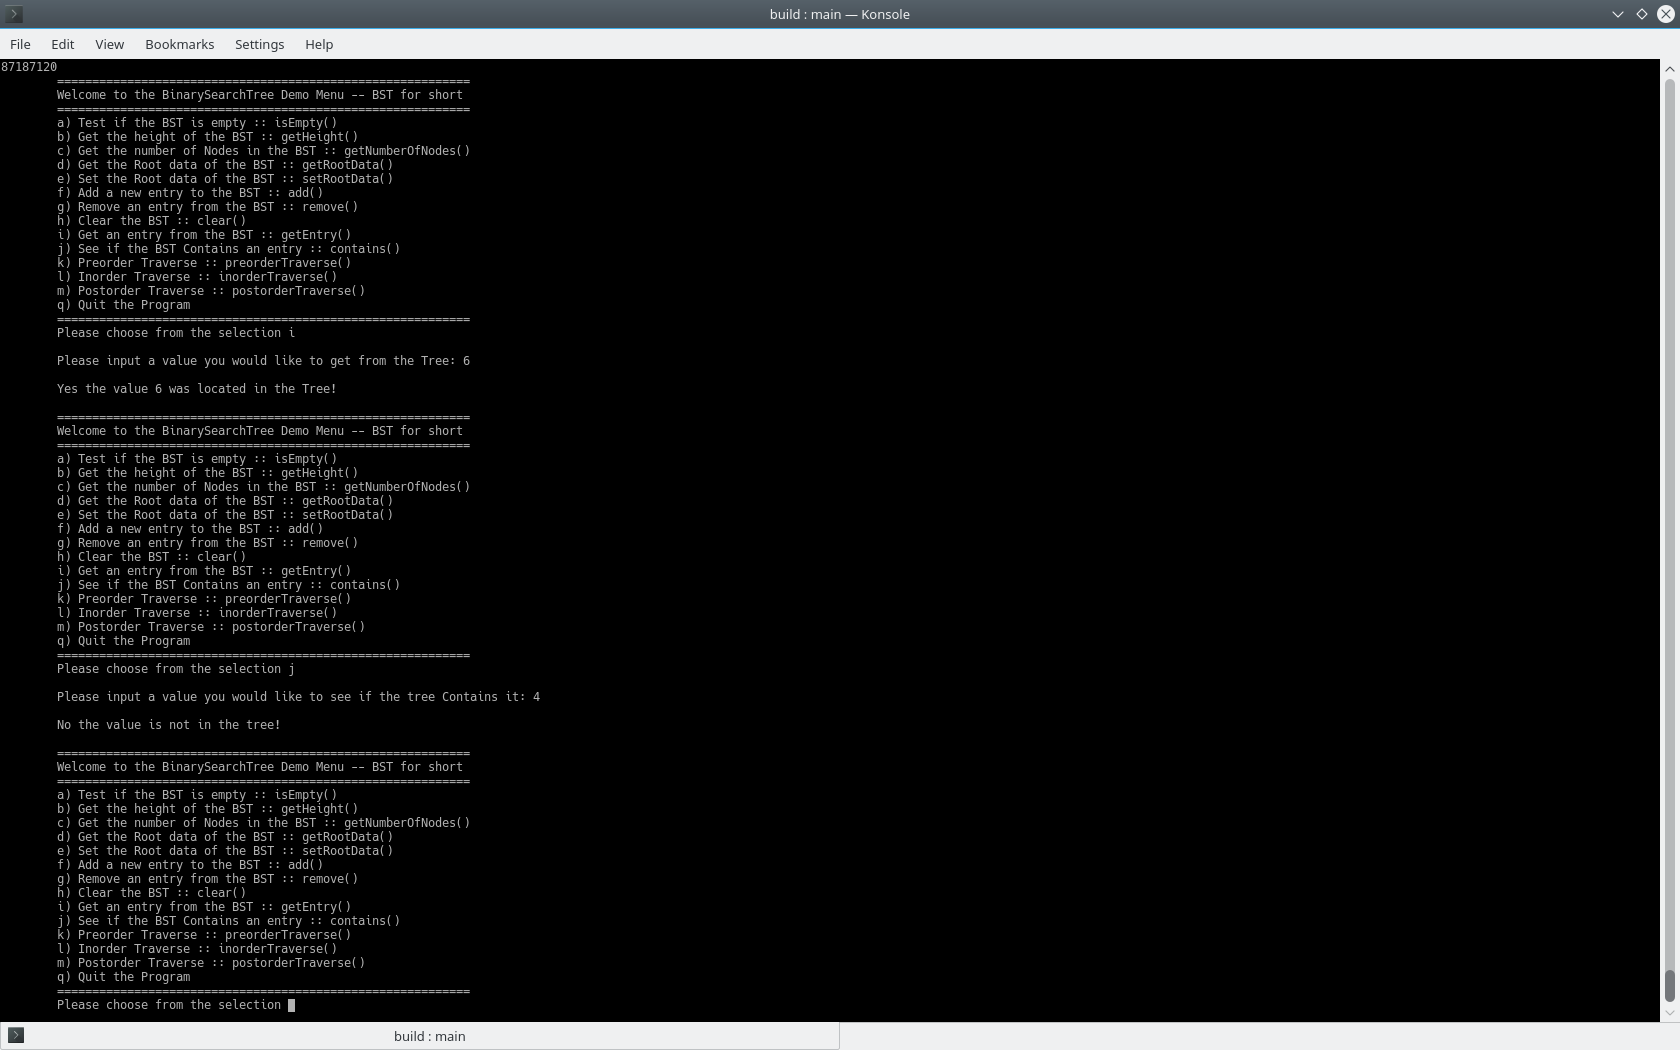 build : main — Konsole
File Edit View Bookmarks Settings Help
87187120
===========================================================
Welcome to the BinarySearchTree Demo Menu -- BST for short
===========================================================
a) Test if the BST is empty :: isEmpty()
b) Get the height of the BST :: getHeight()
c) Get the number of Nodes in the BST :: getNumberOfNodes()
d) Get the Root data of the BST :: getRootData()
e) Set the Root data of the BST :: setRootData()
f) Add a new entry to the BST :: add()
g) Remove an entry from the BST :: remove()
h) Clear the BST :: clear()
i) Get an entry from the BST :: getEntry()
j) See if the BST Contains an entry :: contains()
k) Preorder Traverse :: preorderTraverse()
l) Inorder Traverse :: inorderTraverse()
m) Postorder Traverse :: postorderTraverse()
q) Quit the Program
===========================================================
Please choose from the selection i
Please input a value you would like to get from the Tree: 6
Yes the value 6 was located in the Tree!
===========================================================
Welcome to the BinarySearchTree Demo Menu -- BST for short
===========================================================
a) Test if the BST is empty :: isEmpty()
b) Get the height of the BST :: getHeight()
c) Get the number of Nodes in the BST :: getNumberOfNodes()
d) Get the Root data of the BST :: getRootData()
e) Set the Root data of the BST :: setRootData()
f) Add a new entry to the BST :: add()
g) Remove an entry from the BST :: remove()
h) Clear the BST :: clear()
i) Get an entry from the BST :: getEntry()
j) See if the BST Contains an entry :: contains()
k) Preorder Traverse :: preorderTraverse()
l) Inorder Traverse :: inorderTraverse()
m) Postorder Traverse :: postorderTraverse()
q) Quit the Program
===========================================================
Please choose from the selection j
Please input a value you would like to see if the tree Contains it: 4
No the value is not in the tree!
===========================================================
Welcome to the BinarySearchTree Demo Menu -- BST for short
===========================================================
a) Test if the BST is empty :: isEmpty()
b) Get the height of the BST :: getHeight()
c) Get the number of Nodes in the BST :: getNumberOfNodes()
d) Get the Root data of the BST :: getRootData()
e) Set the Root data of the BST :: setRootData()
f) Add a new entry to the BST :: add()
g) Remove an entry from the BST :: remove()
h) Clear the BST :: clear()
i) Get an entry from the BST :: getEntry()
j) See if the BST Contains an entry :: contains()
k) Preorder Traverse :: preorderTraverse()
l) Inorder Traverse :: inorderTraverse()
m) Postorder Traverse :: postorderTraverse()
q) Quit the Program
===========================================================
Please choose from the selection
build : main